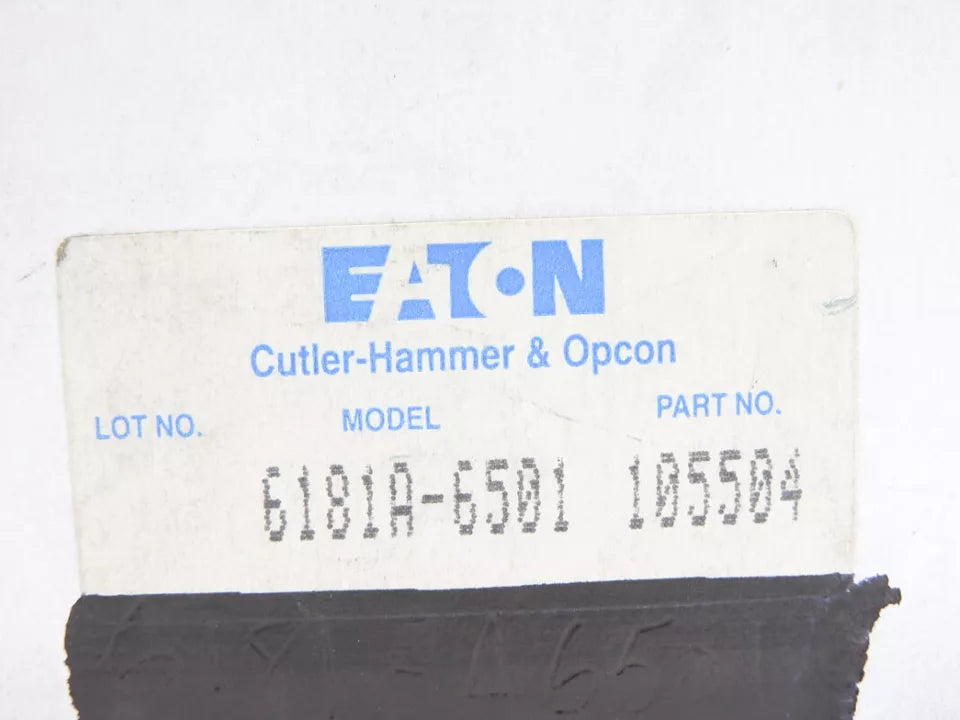 EATON
Cutler-Hammer & Opcon
LOT NO. MODEL PART NO.
6181A-6501 105504